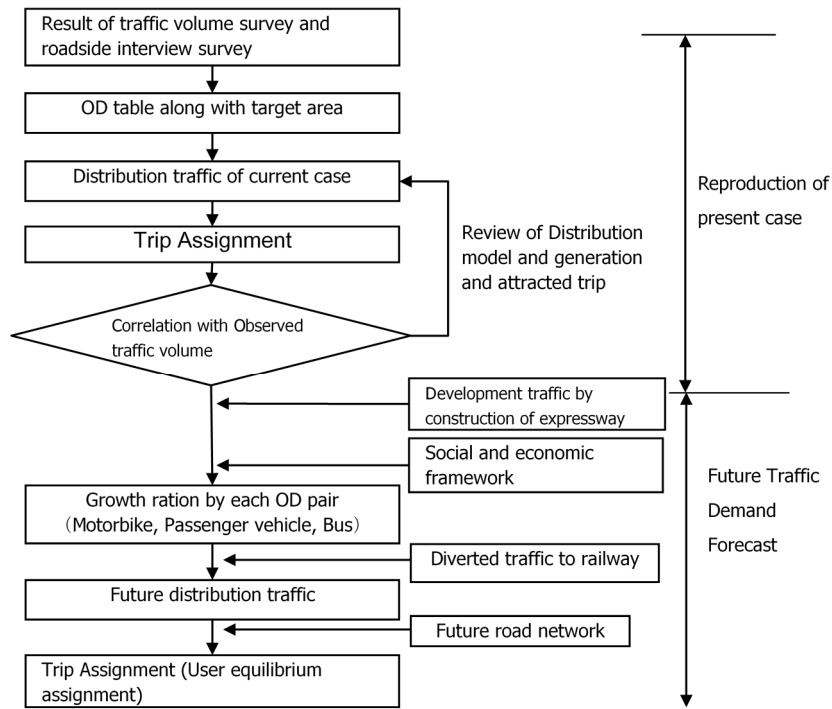 Result of traffic volume survey and
roadside interview survey
OD table along with target area
Distribution traffic of current case
Trip Assignment
Correlation with Observed
traffic volume
Review of Distribution
model and generation
and attracted trip
Reproduction of
present case
Development traffic by
construction of expressway
Social and economic
framework
Growth ration by each OD pair
（Motorbike, Passenger vehicle, Bus）
Diverted traffic to railway
Future distribution traffic
Future road network
Trip Assignment (User equilibrium
assignment)
Future Traffic
Demand
Forecast